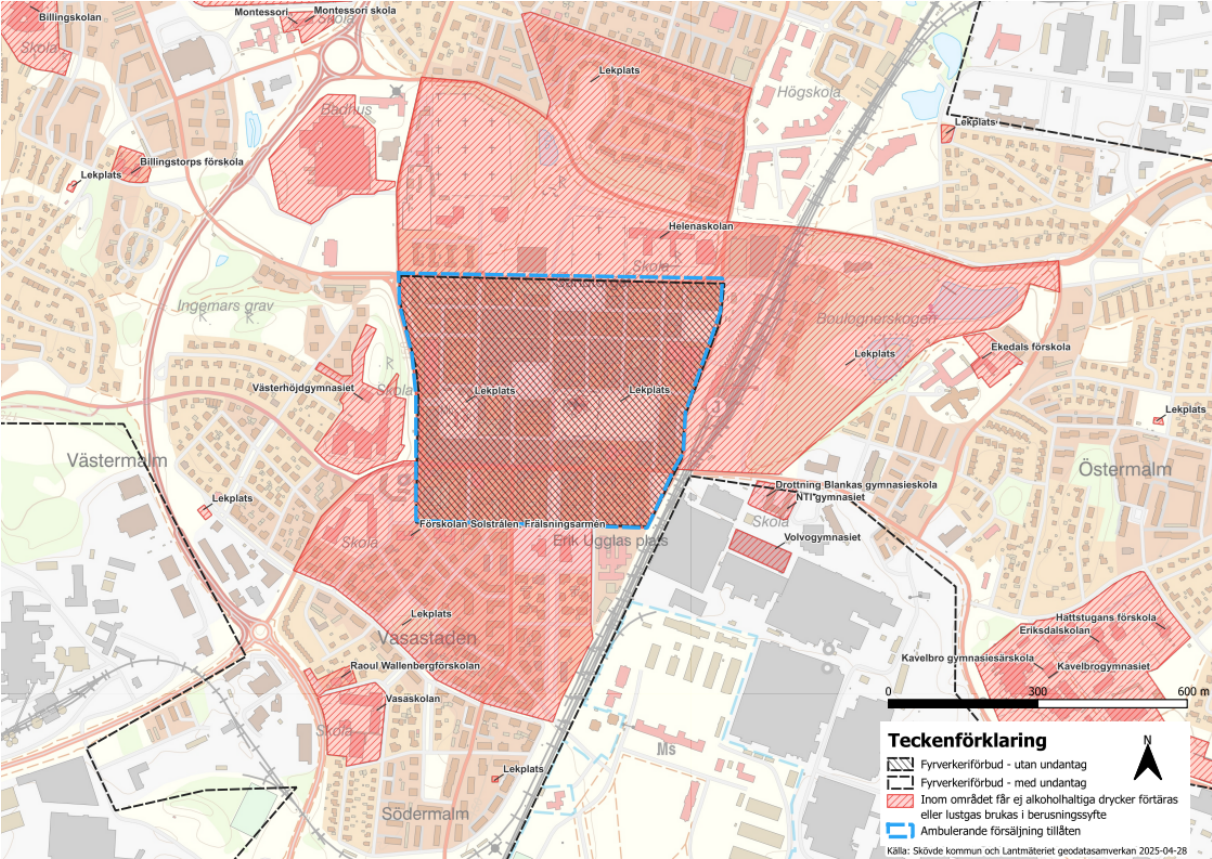 Billingskolan
Skola
Montessori
Montessori skola
Skola
Lekplats
Högskola
Badhus
Lekplats
Billingstorps förskola
Lekplats
Helenaskolan
Skola
Ingemars grav
Boulognerskogen
Ekedals förskola
Lekplats
Västerhöjdgymnasiet
Skola
Lekplats
Lekplats
Lekplats
Västermalm
Östermalm
Drottning Blankas gymnasieskola
NTI gymnasiet
Lekplats
Skola
Förskolan Solstrålen, Frälsningsarmén
Volvogymnasiet
Skola
Erik Ugglas plats
Lekplats
Vasastaden
Hattstugans förskola
Eriksdalskolan
Kavelbro gymnasiesärskola
Kavelbrogymnasiet
Raoul Wallenbergförskolan
Vasaskolan
Skola
Ms
Lekplats
Södermalm
0 300 600 m
Teckenförklaring
N
Fyrverkeriförbud - utan undantag
Fyrverkeriförbud - med undantag
Inom området får ej alkoholhaltiga drycker förtäras
eller lustgas brukas i berusningssyfte
Ambulerande försäljning tillåten
Källa: Skövde kommun och Lantmäteriet geodatasamverkan 2025-04-28